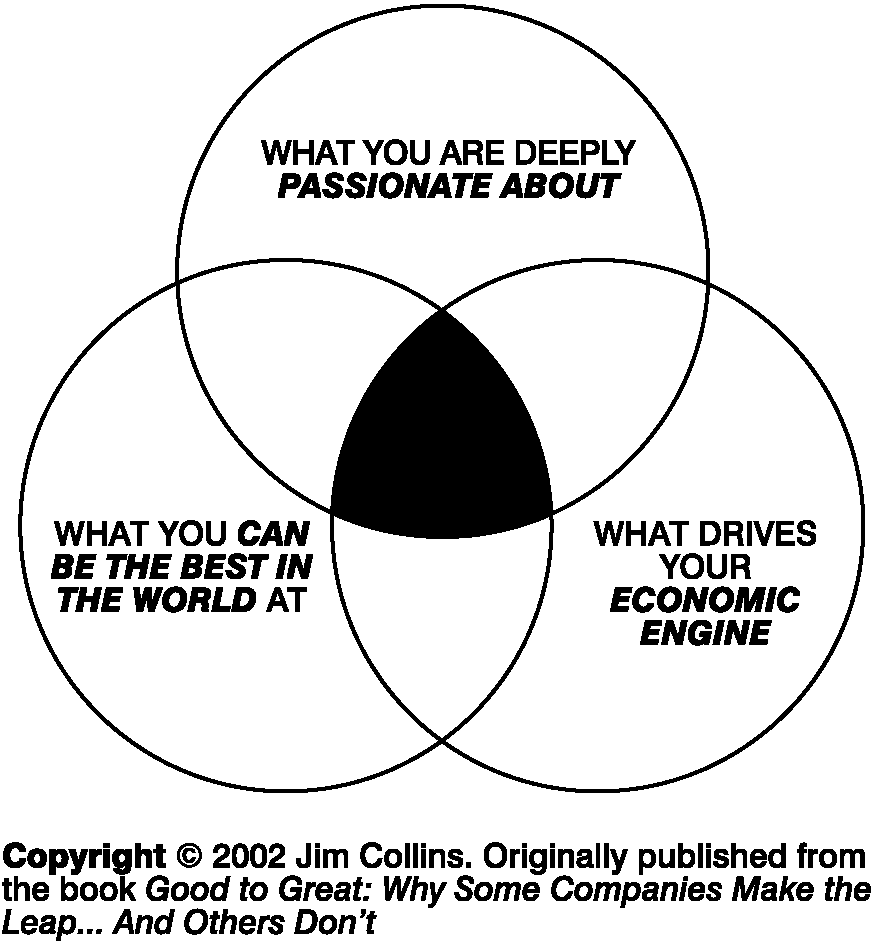 WHAT YOU ARE DEEPLY
PASSIONATE ABOUT
WHAT YOU CAN
BE THE BEST IN
THE WORLD AT
WHAT DRIVES
YOUR
ECONOMIC
ENGINE
Copyright © 2002 Jim Collins. Originally published from
the book Good to Great: Why Some Companies Make the
Leap... And Others Don't